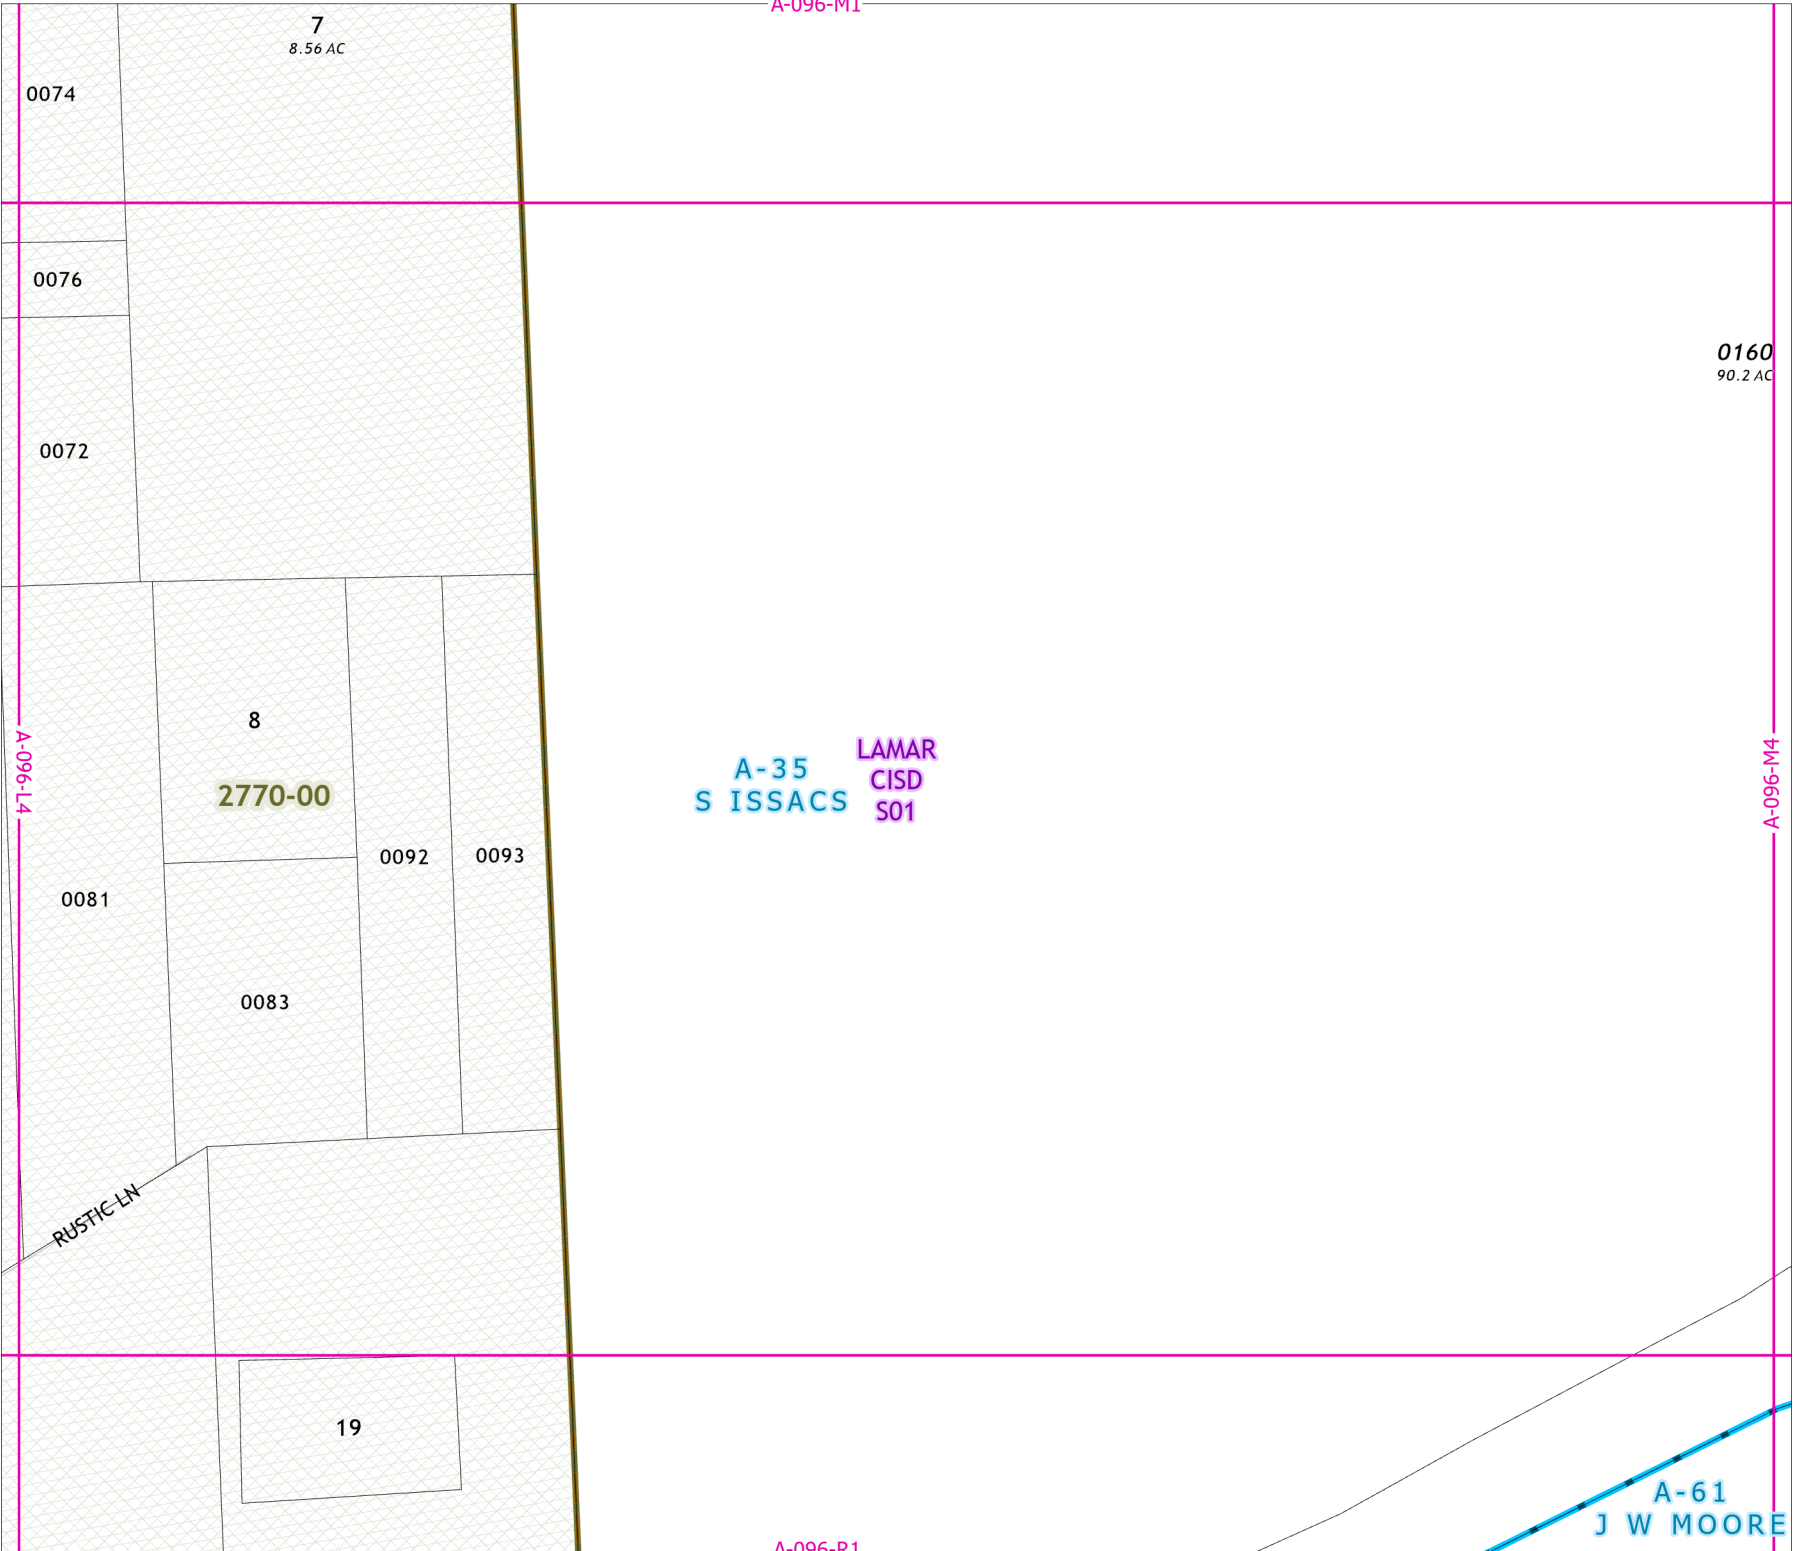 A-096-M1
7
8.56 AC
0074
0076
0160
90.2 AC
0072
8
2770-00
A-096-L4
A-35
S ISSACS
LAMAR
CISD
S01
A-096-M4
0092
0093
0081
0083
RUSTIC LN
19
A-61
J W MOORE
A-096-R1